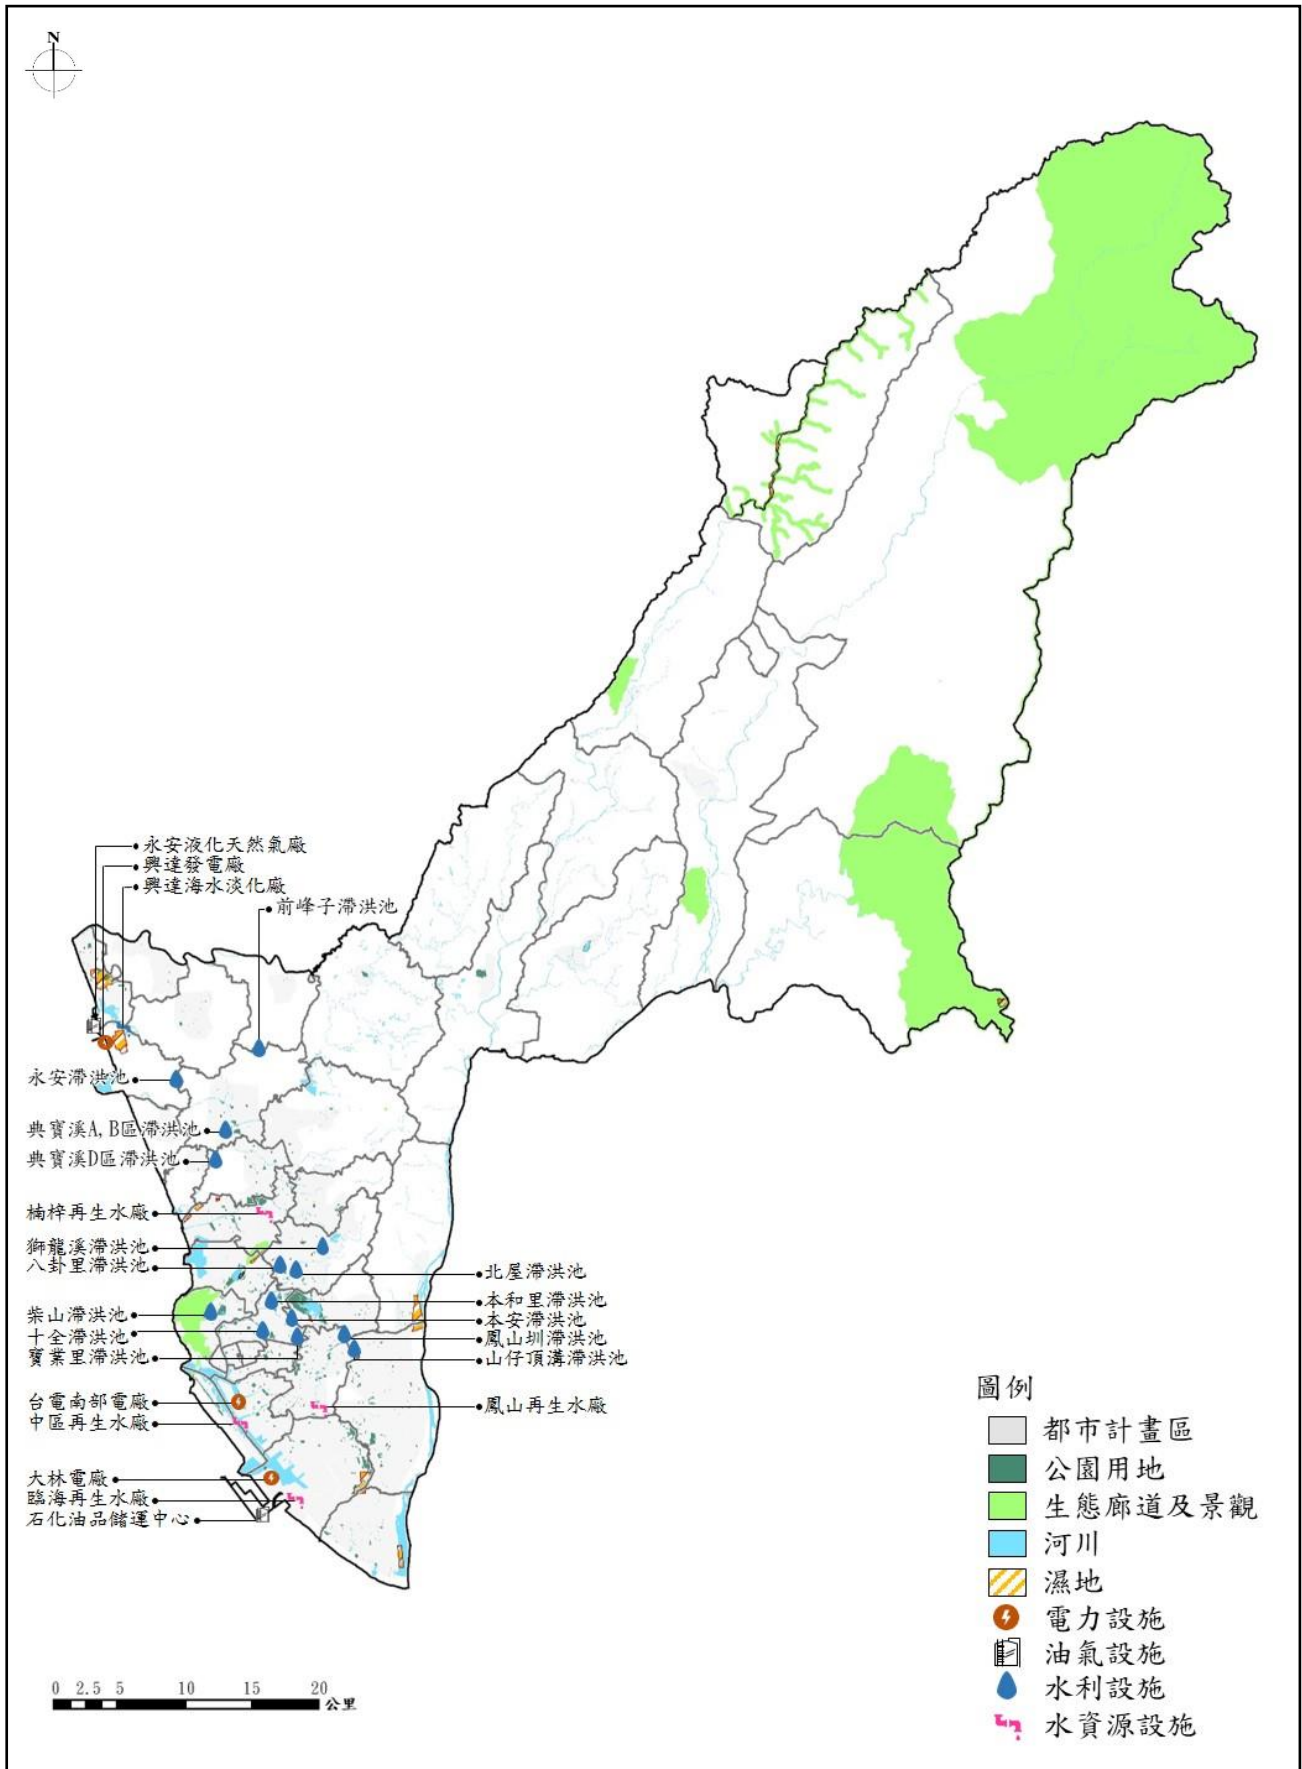 N
永安液化天然氣廠
興達發電廠
興達海水淡化廠
前峰子滯洪池
永安滯洪池
典寶溪A,B區滯洪池
典寶溪D區滯洪池
楠梓再生水廠
獅龍溪滯洪池
八卦里滯洪池
北屋滯洪池
本和里滯洪池
柴山滯洪池
本安滯洪池
十全滯洪池
鳳山圳滯洪池
寶業里滯洪池
山仔頂溝滯洪池
台電南部電廠
鳳山再生水廠
中區再生水廠
大林電廠
臨海再生水廠
石化油品儲運中心
圖例
都市計畫區
公園用地
生態廊道及景觀
河川
濕地
電力設施
油氣設施
水利設施
水資源設施
0 2.5 5 10 15 20
公里